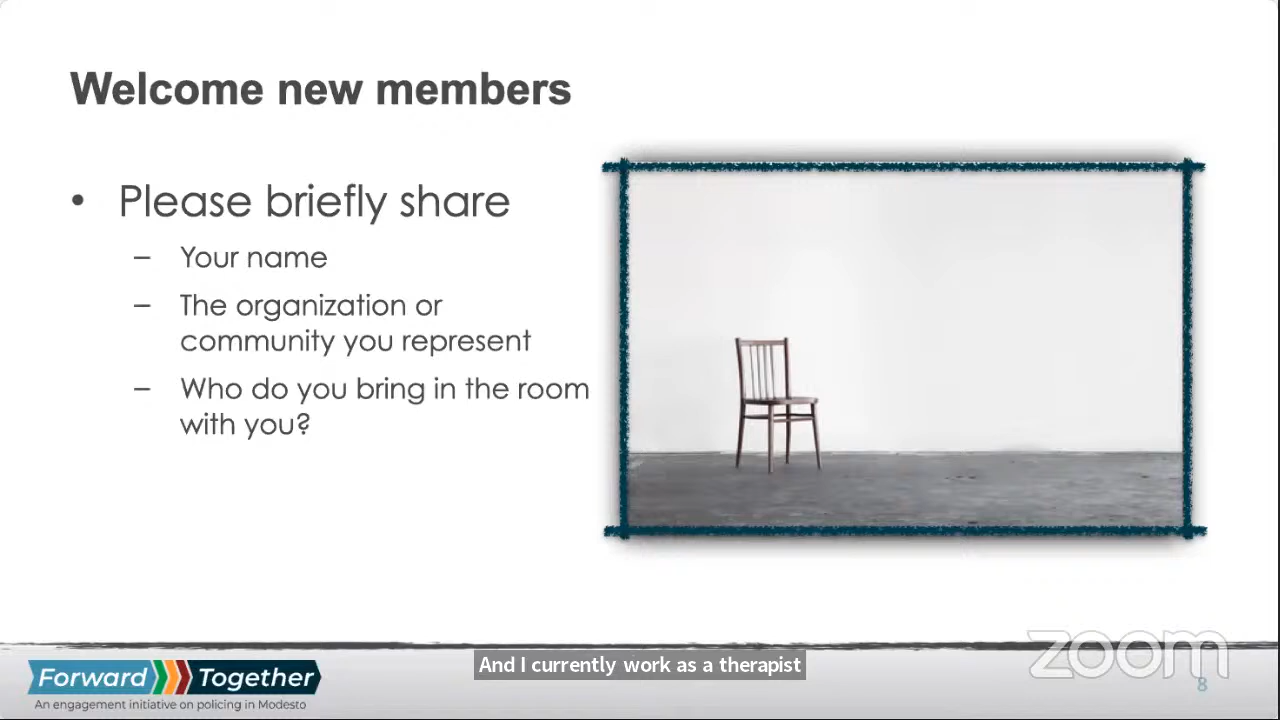 Welcome new members
• Please briefly share
– Your name
– The organization or
community you represent
– Who do you bring in the room
with you?
And I currently work as a therapist
Forward Together
An engagement initiative on policing in Modesto
zoom
8